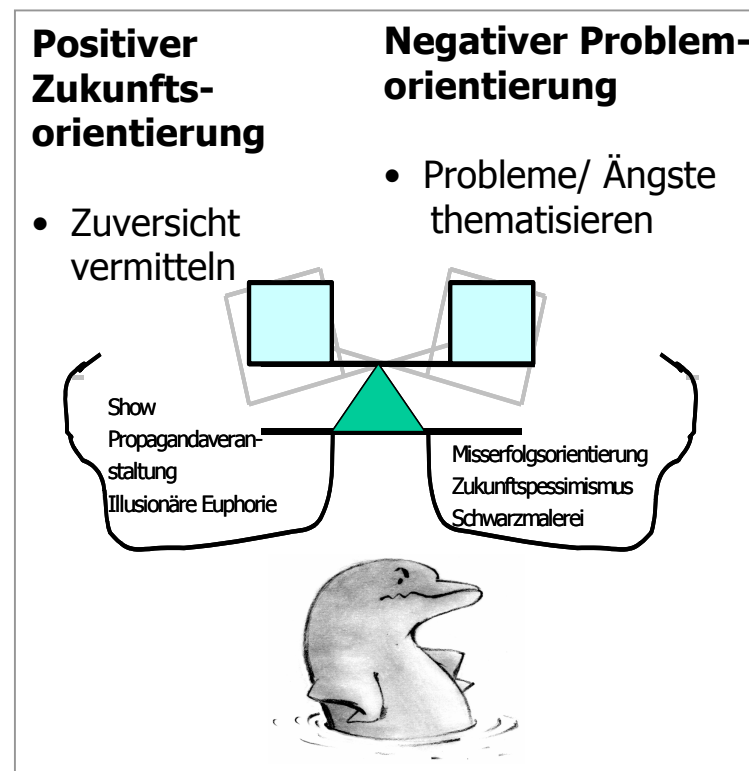 Positiver
Zukunfts-
orientierung
• Zuversicht
vermitteln
Negativer Problem-
orientierung
• Probleme/ Ängste
thematisieren
Show
Propagandaveran-
staltung
Illusionäre Euphorie
Misserfolgsorientierung
Zukunftspessimismus
Schwarzmalerei